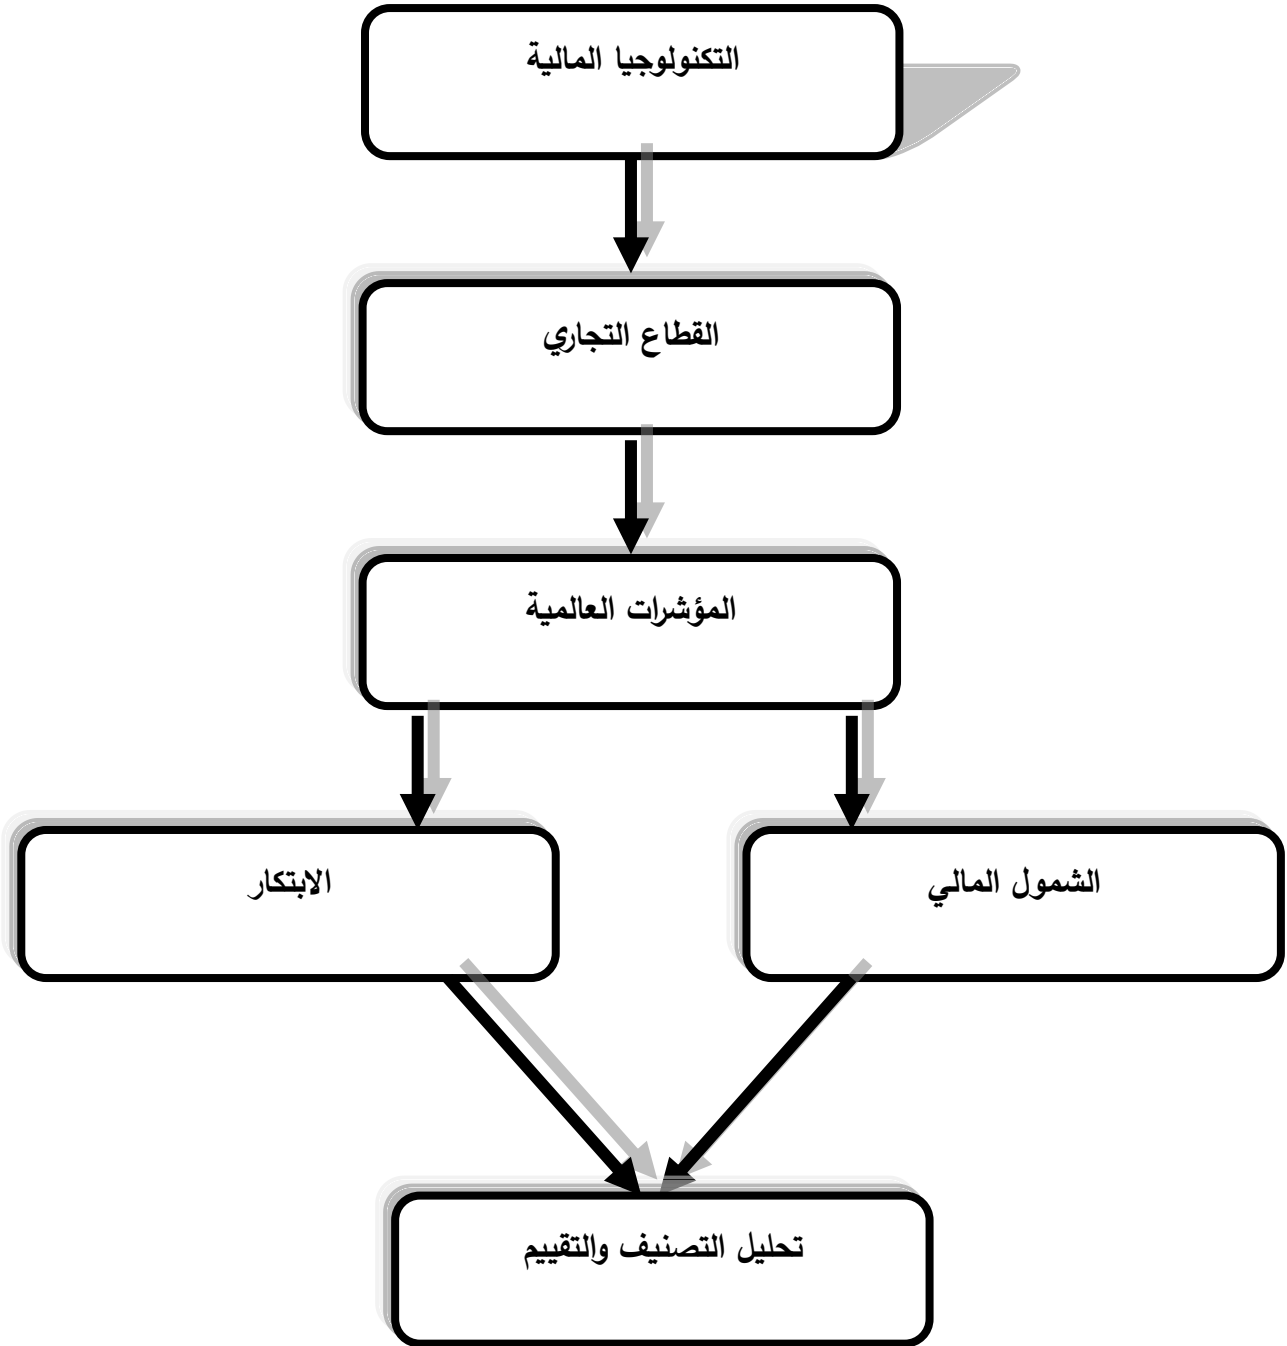 التكنولوجيا المالية
القطاع التجاري
المؤشرات العالمية
الشمول المالي
الابتكار
تحليل التصنيف والتقييم